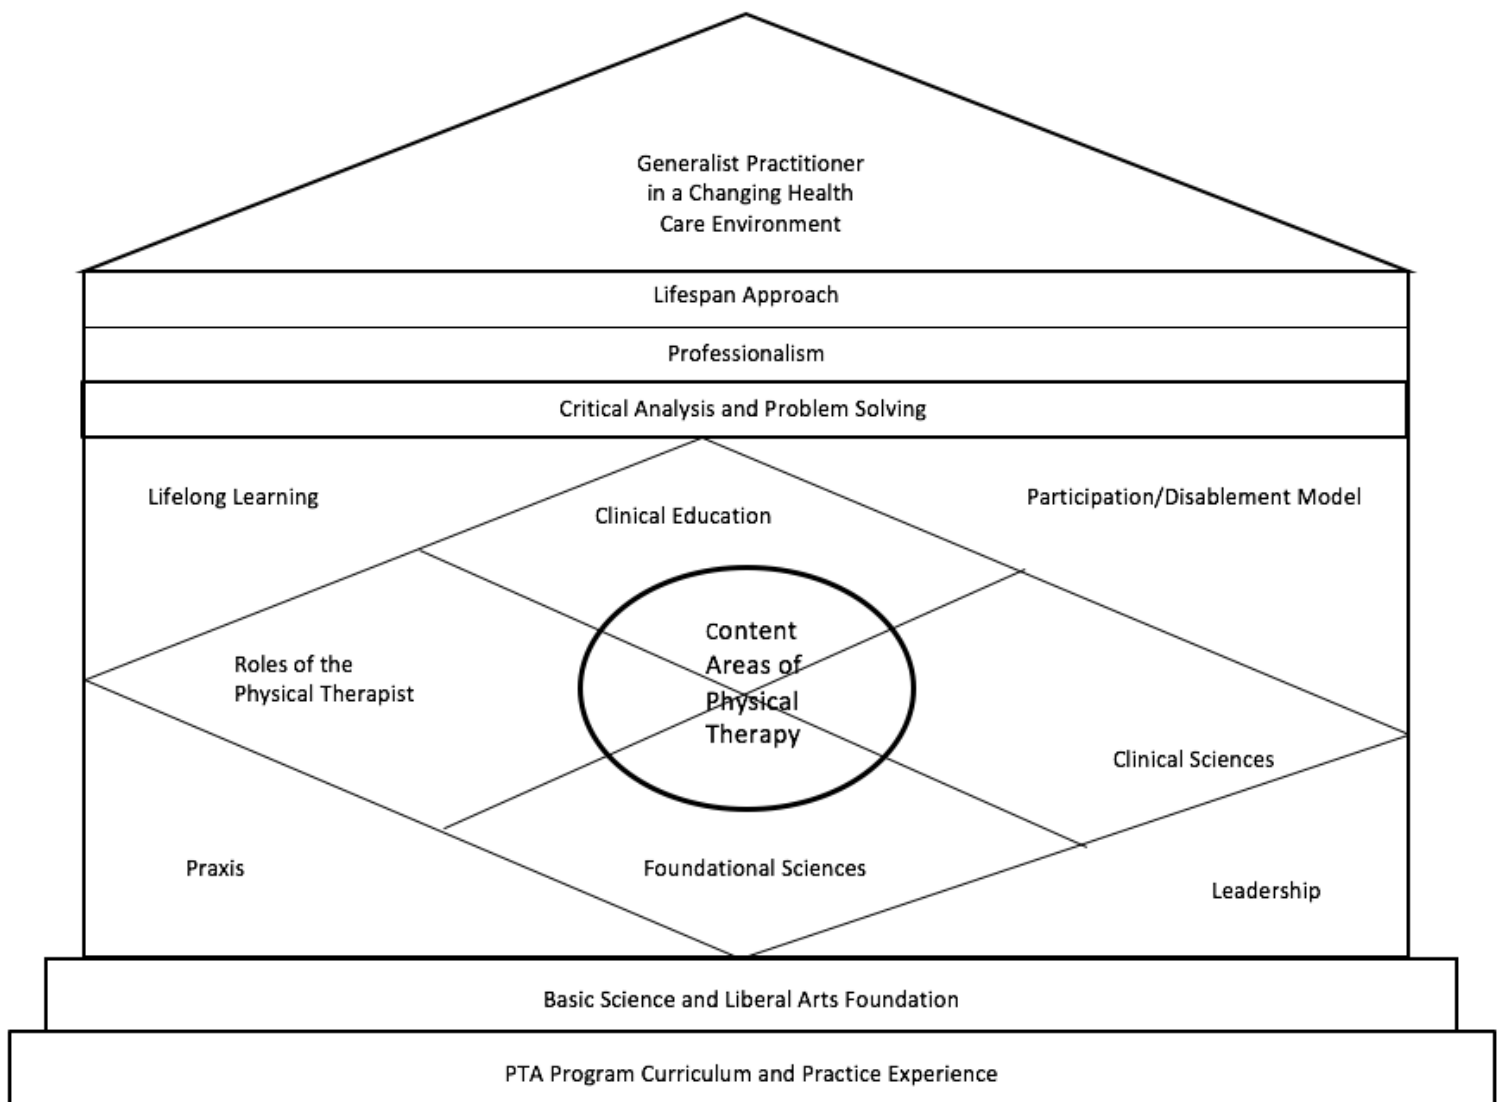 Generalist Practitioner
in a Changing Health
Care Environment
Lifespan Approach
Professionalism
Critical Analysis and Problem Solving
Lifelong Learning
Participation/Disablement Model
Clinical Education
Content
Areas of
Physical
Therapy
Roles of the
Physical Therapist
Clinical Sciences
Praxis
Foundational Sciences
Leadership
Basic Science and Liberal Arts Foundation
PTA Program Curriculum and Practice Experience